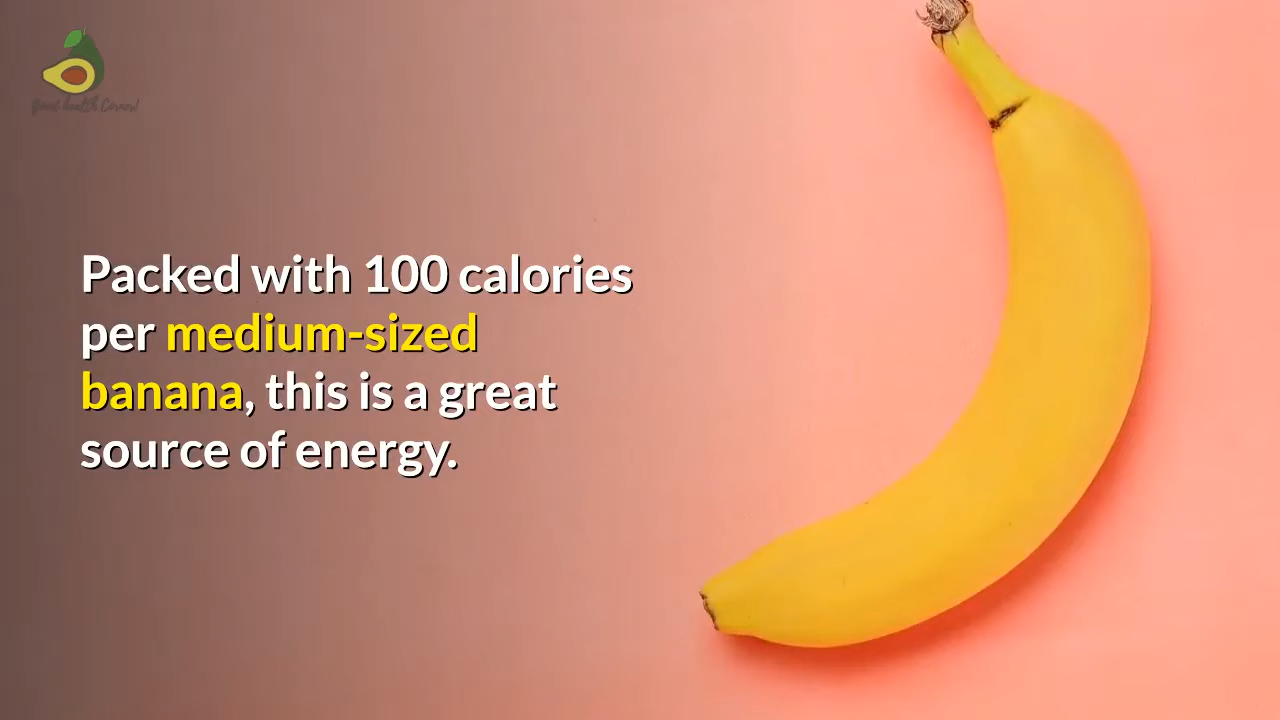 Packed with 100 calories
per medium-sized
banana, this is a great
source of energy.